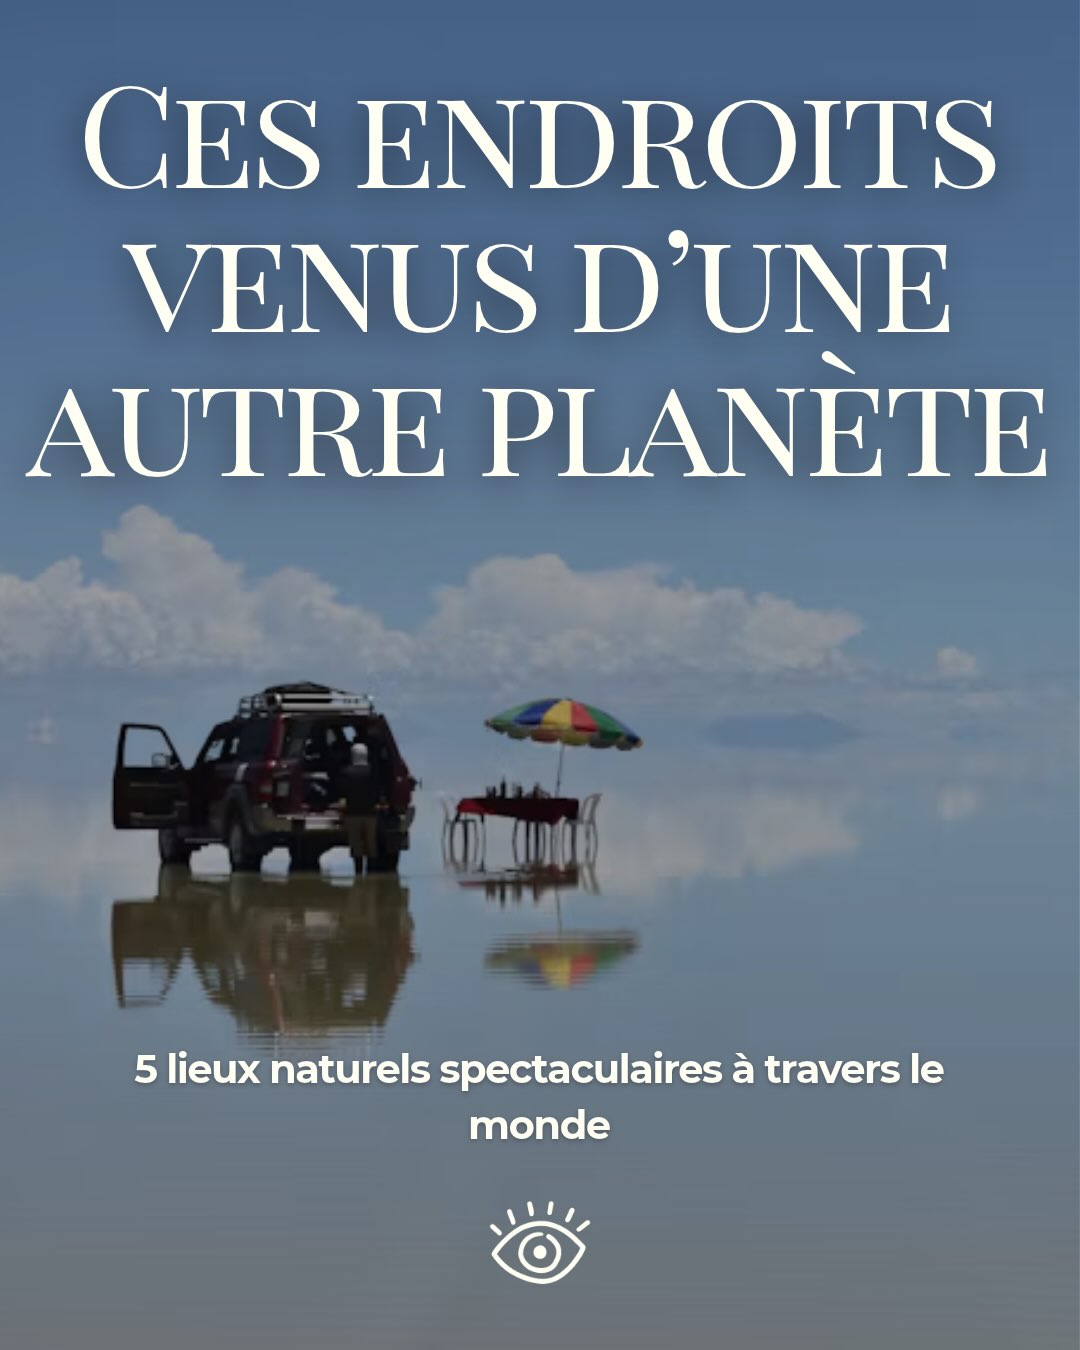 Ces endroits
venus d’une
autre planète
5 lieux naturels spectaculaires à travers le
monde